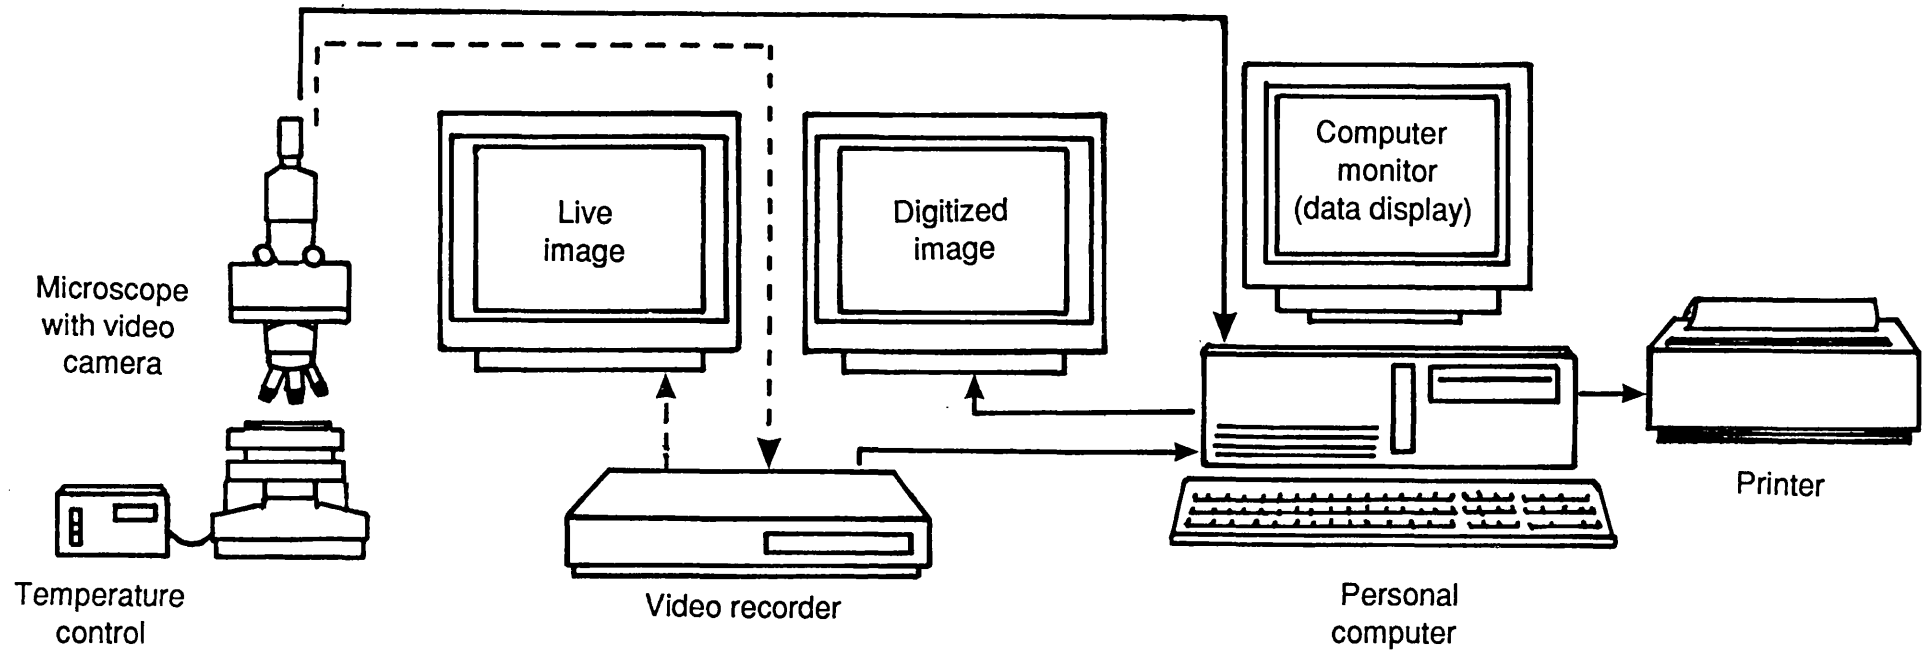 Microscope
with video
camera
Temperature
control
Live
image
Digitized
image
Computer
monitor
(data display)
Video recorder
Personal
computer
Printer